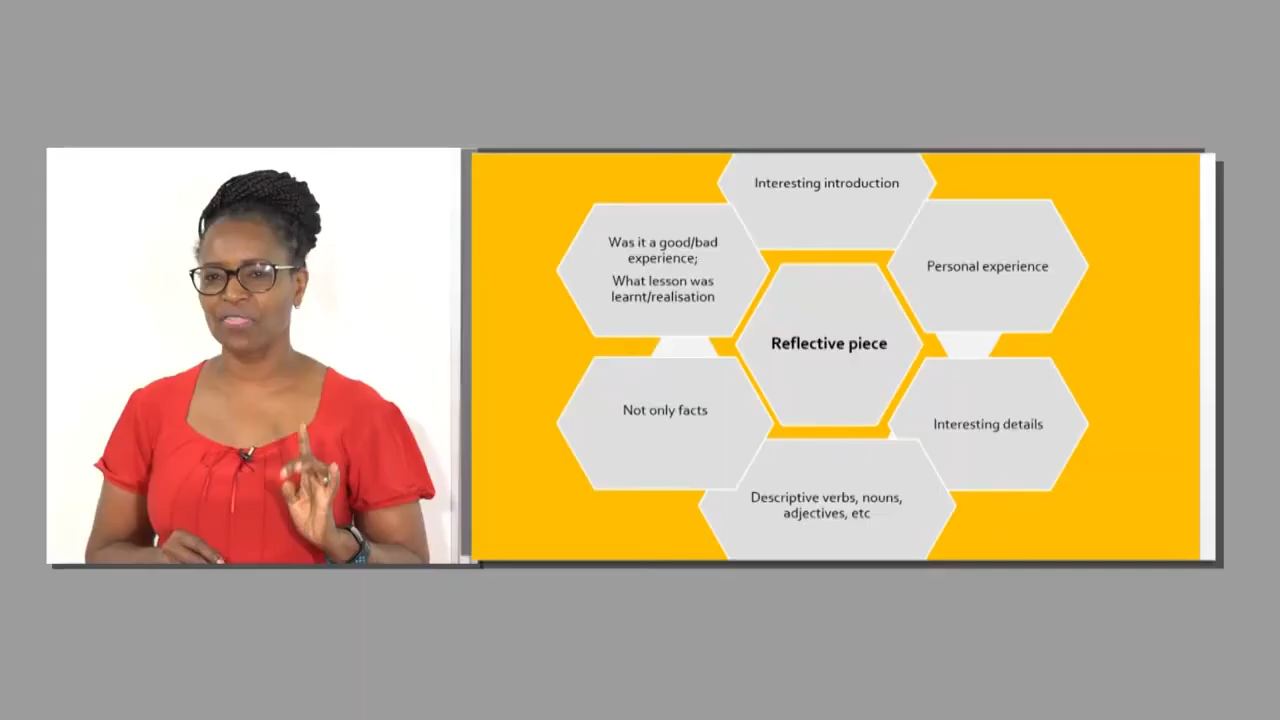 Interesting introduction
Personal experience
Interesting details
Descriptive verbs, nouns,
adjectives, etc
Not only facts
Was it a good/bad
experience;
What lesson was
learnt/realisation
Reflective piece